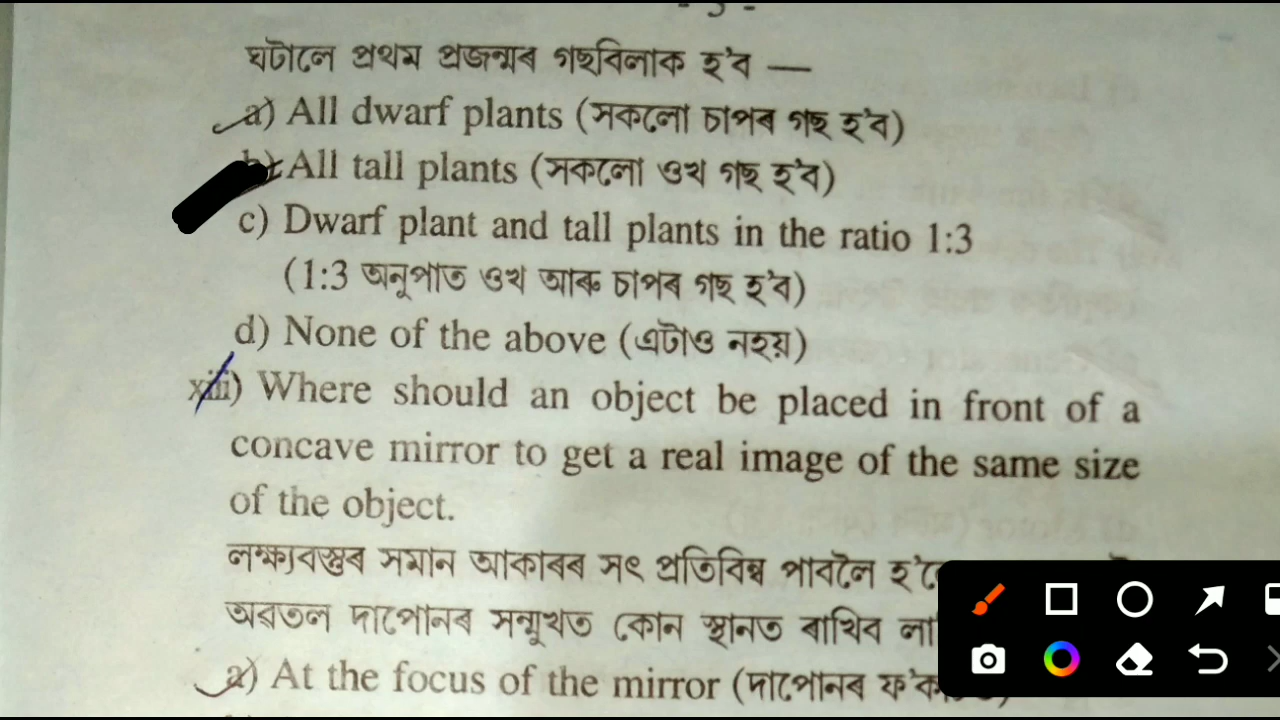 ঘটালে প্ৰথম প্ৰজন্মৰ গছবিলাক হ'ব —
a) All dwarf plants (সকলো চাপৰ গছ হ'ব)
b) All tall plants (সকলো ওখ গছ হ'ব)
c) Dwarf plant and tall plants in the ratio 1:3
(1:3 অনুপাত ওখ আৰু চাপৰ গছ হ'ব)
d) None of the above (এটাও নহয়)
xiii) Where should an object be placed in front of a
concave mirror to get a real image of the same size
of the object.
লক্ষ্যবস্তুৰ সমান আকাৰৰ সৎ প্ৰতিবিম্ব পাবলৈ
অৱতল দাপোনৰ সন্মুখত কোন স্থানত ৰাখিব
a) At the focus of the mirror (দাপোনৰ